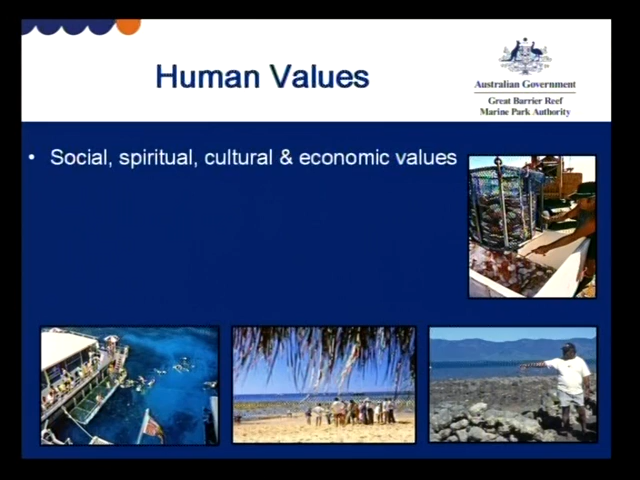 Human Values
Australian Government
Great Barrier Reef
Marine Park Authority
• Social, spiritual, cultural & economic values